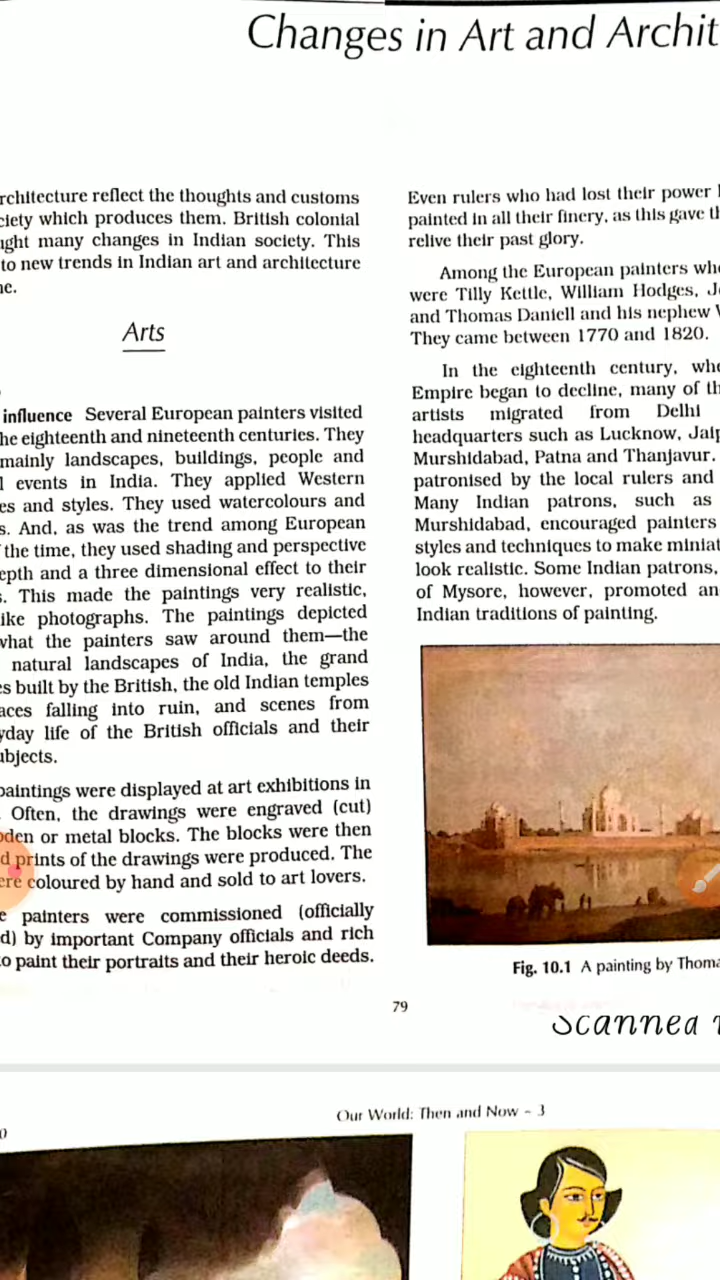 Changes in Art and Archit
rchitecture reflect the thoughts and customs
ciety which produces them. British colonial
ught many changes in Indian society. This
to new trends in Indian art and architecture
ne.
Arts
influence Several European painters visited
he eighteenth and nineteenth centuries. They
mainly landscapes, buildings, people and
l events in India. They applied Western
es and styles. They used watercolours and
s. And, as was the trend among European
the time, they used shading and perspective
epth and a three dimensional effect to their
s. This made the paintings very realistic,
ike photographs. The paintings depicted
what the painters saw around them—the
natural landscapes of India, the grand
es built by the British, the old Indian temples
aces falling into ruin, and scenes from
yday life of the British officials and their
ubjects.
paintings were displayed at art exhibitions in
. Often, the drawings were engraved (cut)
oden or metal blocks. The blocks were then
d prints of the drawings were produced. The
ere coloured by hand and sold to art lovers.
e painters were commissioned (officially
d) by important Company officials and rich
o paint their portraits and their heroic deeds.
Even rulers who had lost their power
painted in all their finery, as this gave th
relive their past glory.
Among the European painters who
were Tilly Kettle, William Hodges, J
and Thomas Daniell and his nephew
They came between 1770 and 1820.
In the eighteenth century, whe
Empire began to decline, many of th
artists migrated from Delhi
headquarters such as Lucknow, Jaip
Murshidabad, Patna and Thanjavur.
patronised by the local rulers and
Many Indian patrons, such as
Murshidabad, encouraged painters
styles and techniques to make miniat
look realistic. Some Indian patrons,
of Mysore, however, promoted an
Indian traditions of painting.
Fig. 10.1 A painting by Thoma
79
Scanned
0
Our World: Then and Now – 3